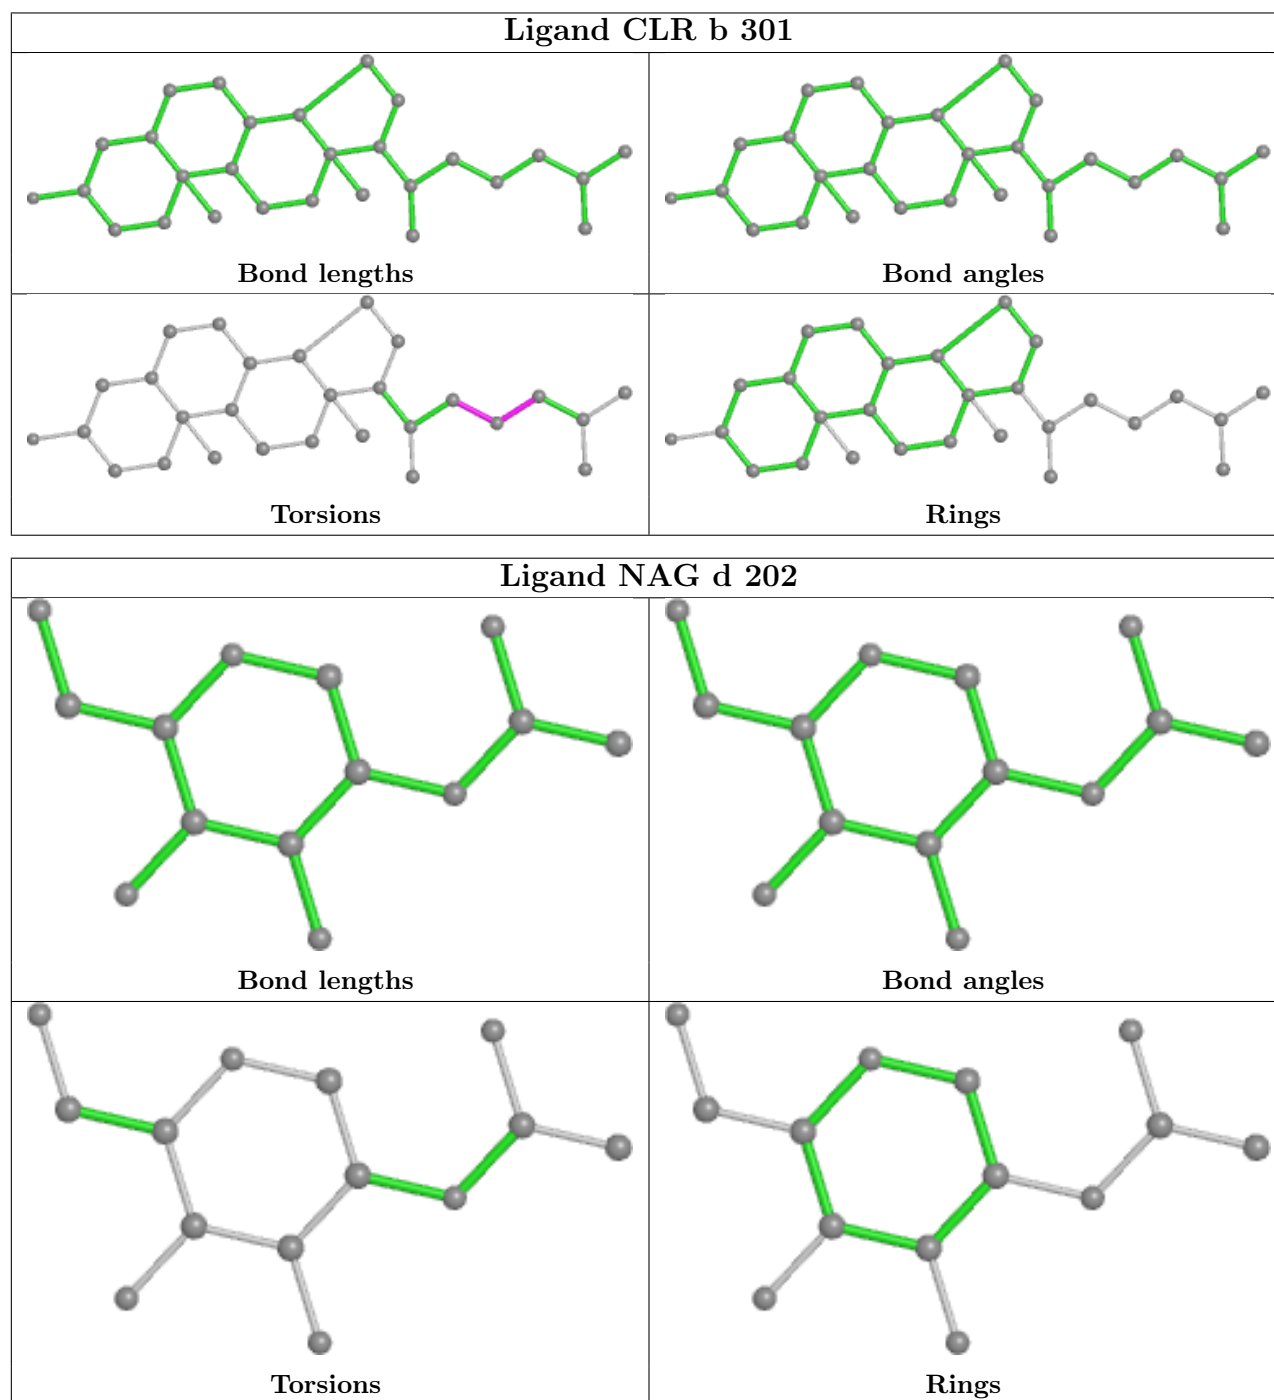 Ligand CLR b 301
Bond lengths
Bond angles
Torsions
Rings
Ligand NAG d 202
Bond lengths
Bond angles
Torsions
Rings